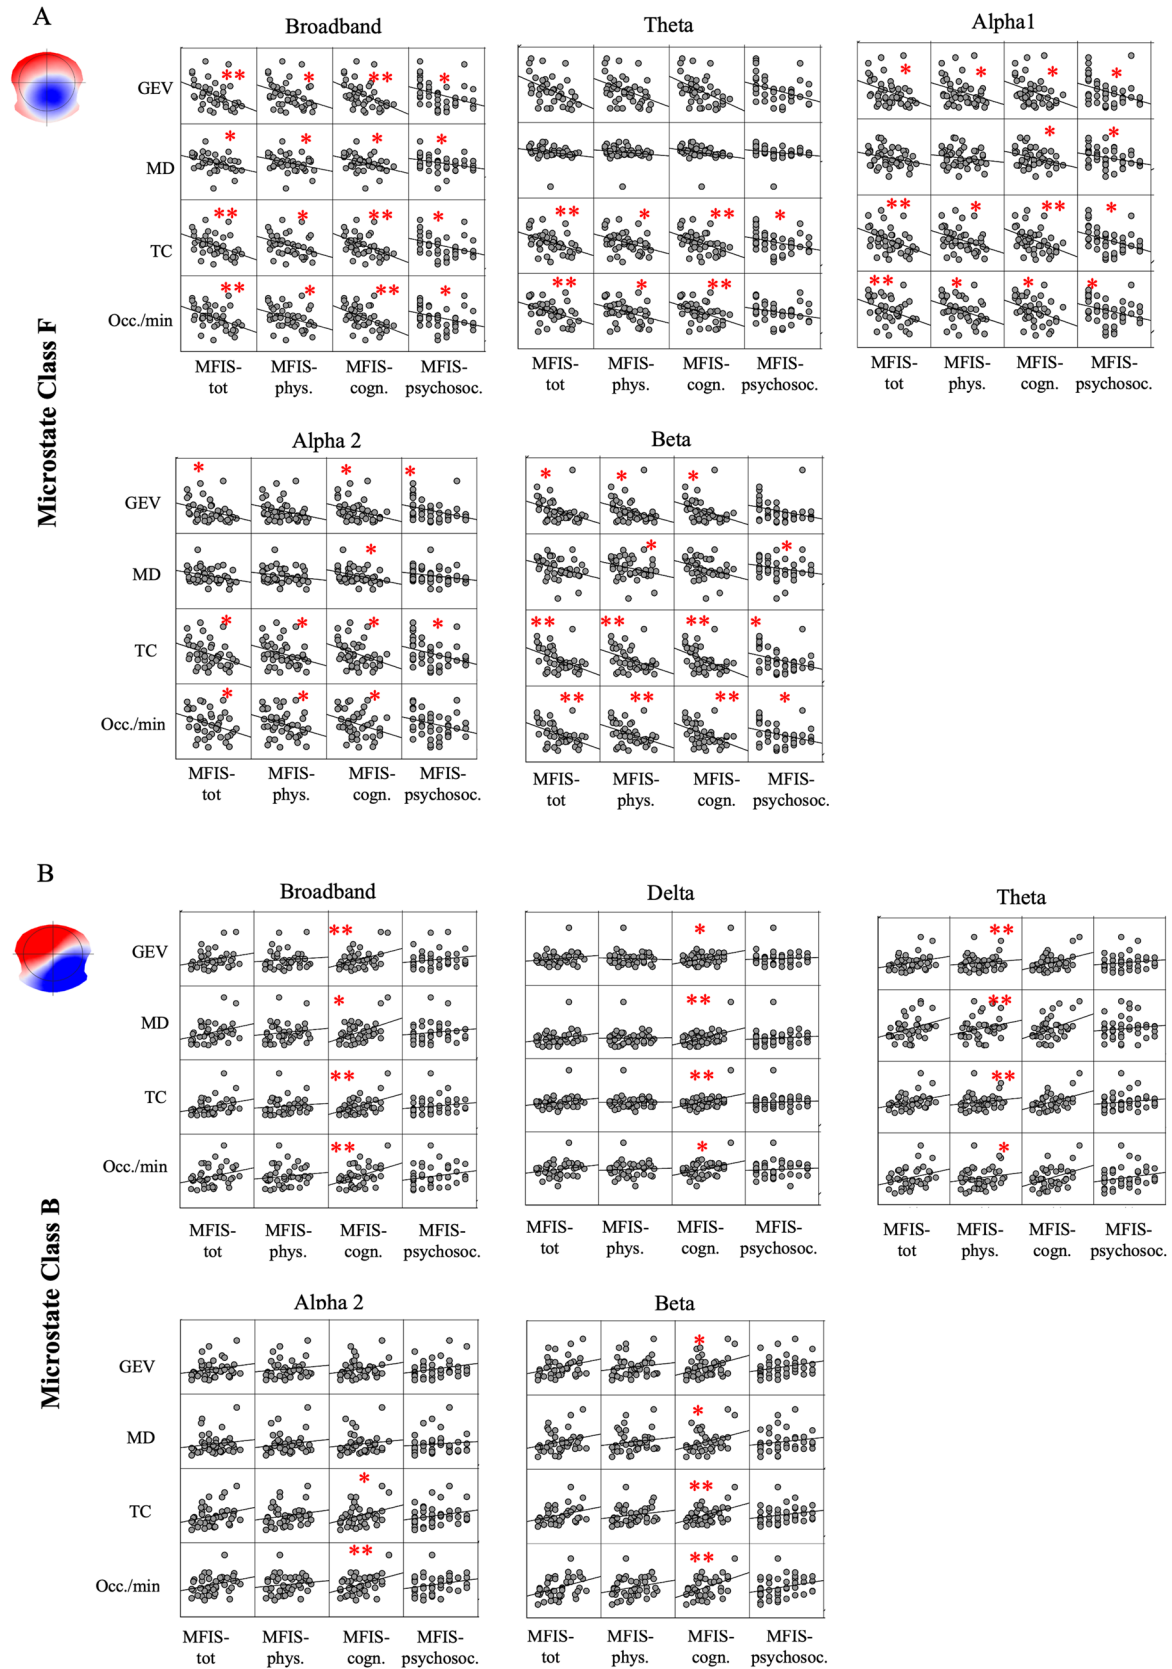 A
Broadband
Theta
Alpha1
GEV
** * ** *
* * * *
MD
* * * *
* *
TC
** * ** *
** * ** *
** * ** *
Occ./min
** * ** *
** * **
** * * *
MFIS-tot
MFIS-phys.
MFIS-cogn.
MFIS-psychosoc.
MFIS-tot
MFIS-phys.
MFIS-cogn.
MFIS-psychosoc.
MFIS-tot
MFIS-phys.
MFIS-cogn.
MFIS-psychosoc.
Microstate Class F
Alpha 2
Beta
GEV
* * *
* * *
MD
*
* *
TC
* * * *
** ** ** *
Occ./min
* * *
** ** ** *
MFIS-tot
MFIS-phys.
MFIS-cogn.
MFIS-psychosoc.
MFIS-tot
MFIS-phys.
MFIS-cogn.
MFIS-psychosoc.
B
Broadband
Delta
Theta
GEV
**
*
**
MD
*
**
**
TC
**
**
**
Occ./min
**
*
*
MFIS-tot
MFIS-phys.
MFIS-cogn.
MFIS-psychosoc.
MFIS-tot
MFIS-phys.
MFIS-cogn.
MFIS-psychosoc.
MFIS-tot
MFIS-phys.
MFIS-cogn.
MFIS-psychosoc.
Microstate Class B
Alpha 2
Beta
GEV
*
MD
*
TC
*
**
Occ./min
**
**
MFIS-tot
MFIS-phys.
MFIS-cogn.
MFIS-psychosoc.
MFIS-tot
MFIS-phys.
MFIS-cogn.
MFIS-psychosoc.